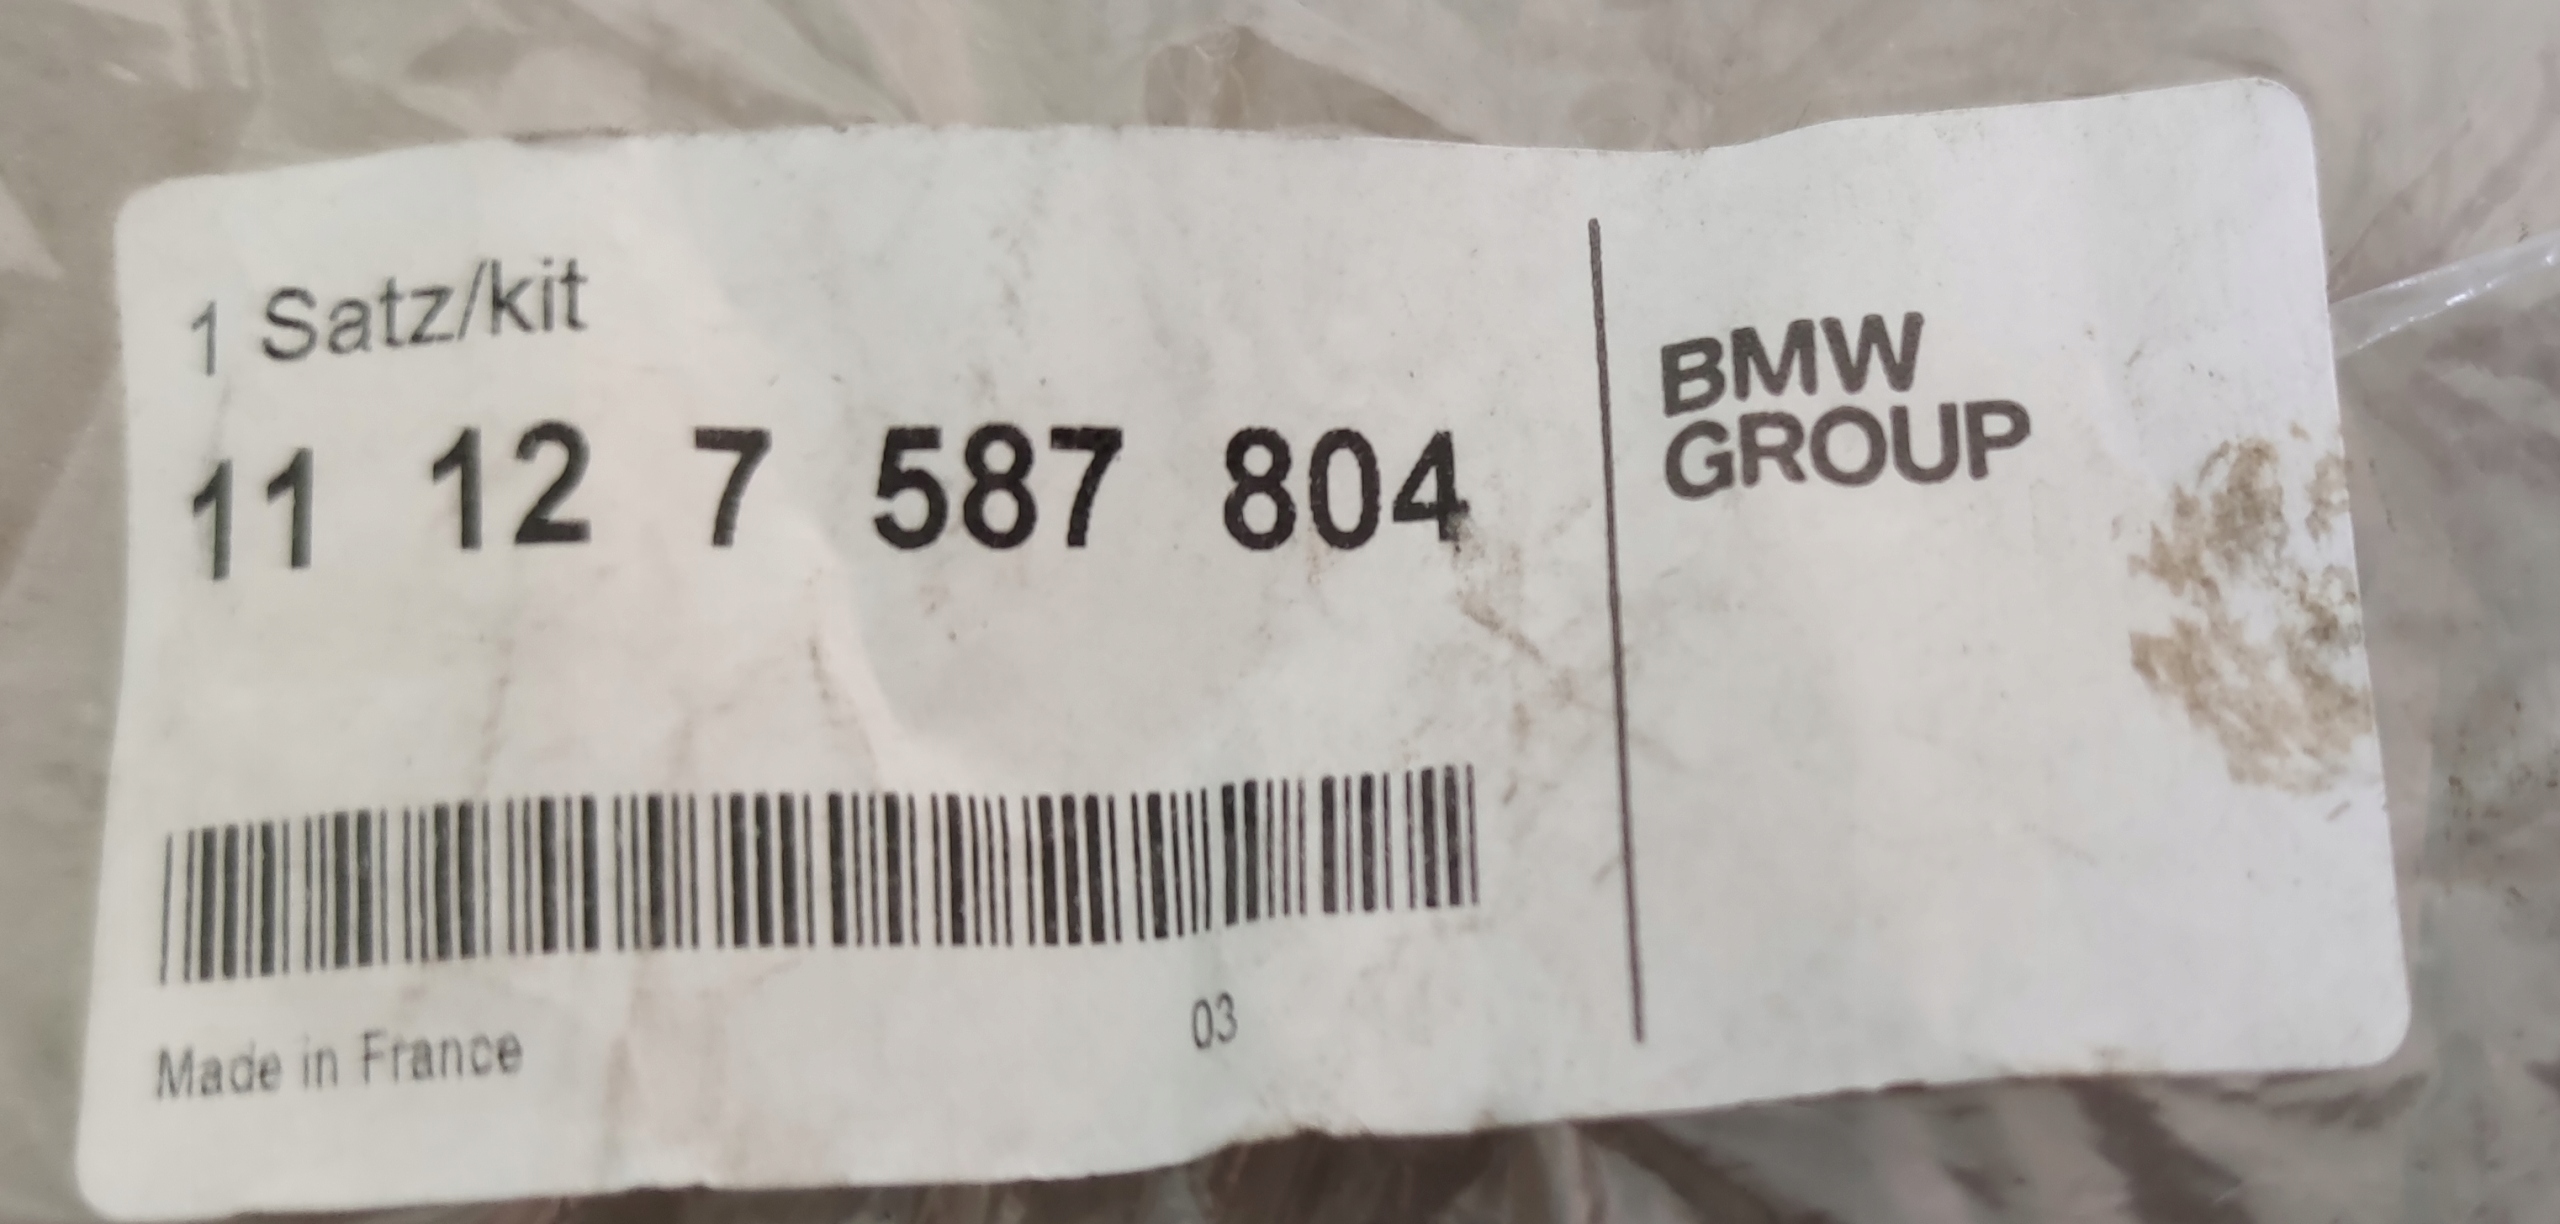 1 Satz/kit
11 12 7 587 804
Made in France
03
BMW
GROUP